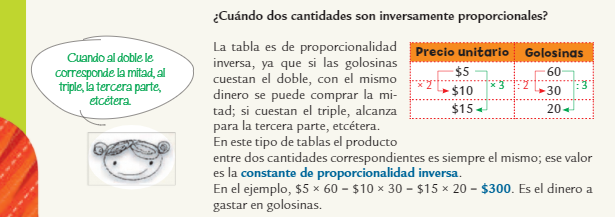 ¿Cuándo dos cantidades son inversamente proporcionales?
Cuando al doble le
corresponde la mitad, al
triple, la tercera parte,
etcétera.
La tabla es de proporcionalidad
inversa, ya que si las golosinas
cuestan el doble, con el mismo
dinero se puede comprar la mi-
tad; si cuestan el triple, alcanza
para la tercera parte, etcétera.
Precio unitario Golosinas
$5 60
× 2 $10 × 3 : 2 30 : 3
$15 20
En este tipo de tablas el producto
entre dos cantidades correspondientes es siempre el mismo; ese valor
es la constante de proporcionalidad inversa.
En el ejemplo, $5 × 60 = $10 × 30 = $15 × 20 = $300. Es el dinero a
gastar en golosinas.